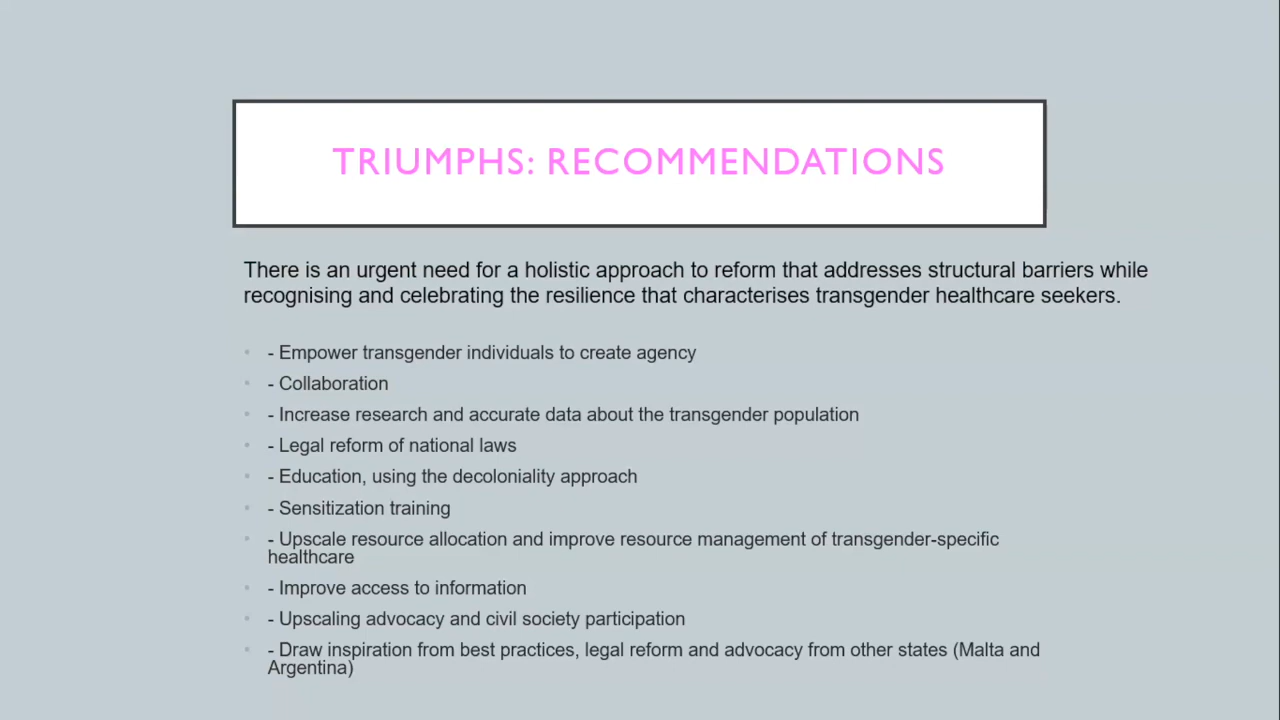 TRIUMPHS: RECOMMENDATIONS
There is an urgent need for a holistic approach to reform that addresses structural barriers while
recognising and celebrating the resilience that characterises transgender healthcare seekers.
• - Empower transgender individuals to create agency
• - Collaboration
• - Increase research and accurate data about the transgender population
• - Legal reform of national laws
• - Education, using the decoloniality approach
• - Sensitization training
• - Upscale resource allocation and improve resource management of transgender-specific
healthcare
• - Improve access to information
• - Upscaling advocacy and civil society participation
• - Draw inspiration from best practices, legal reform and advocacy from other states (Malta and
Argentina)